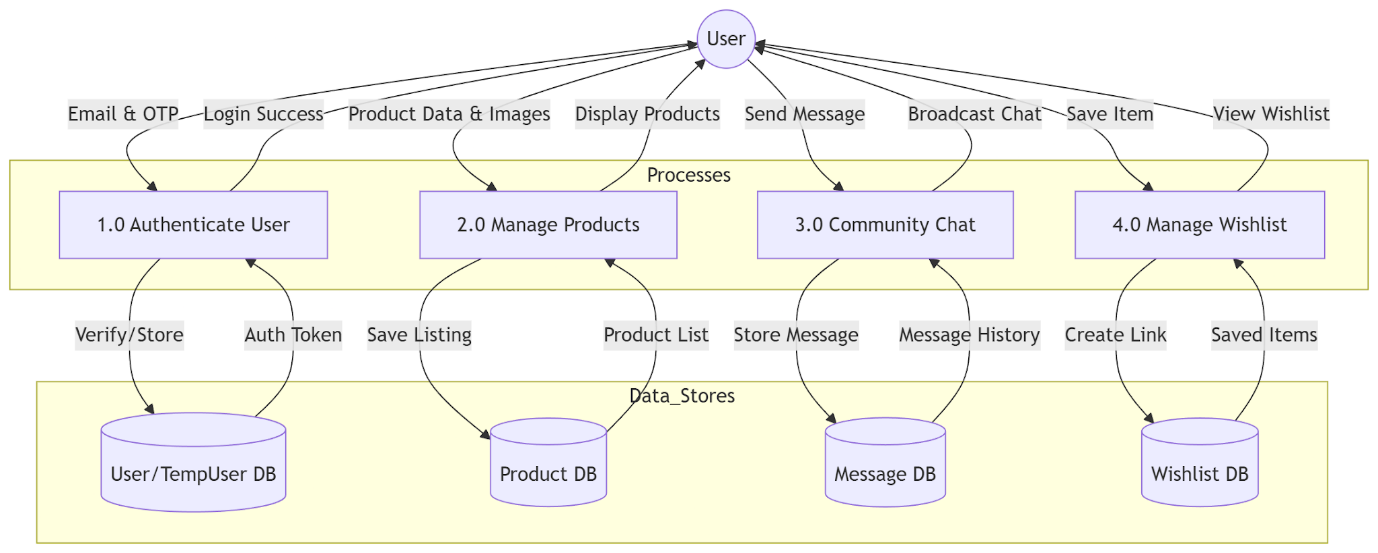 User
Email & OTP
Login Success
Product Data & Images
Display Products
Send Message
Broadcast Chat
Save Item
View Wishlist
Processes
1.0 Authenticate User
2.0 Manage Products
3.0 Community Chat
4.0 Manage Wishlist
Verify/Store
Auth Token
Save Listing
Product List
Store Message
Message History
Create Link
Saved Items
Data_Stores
User/TempUser DB
Product DB
Message DB
Wishlist DB